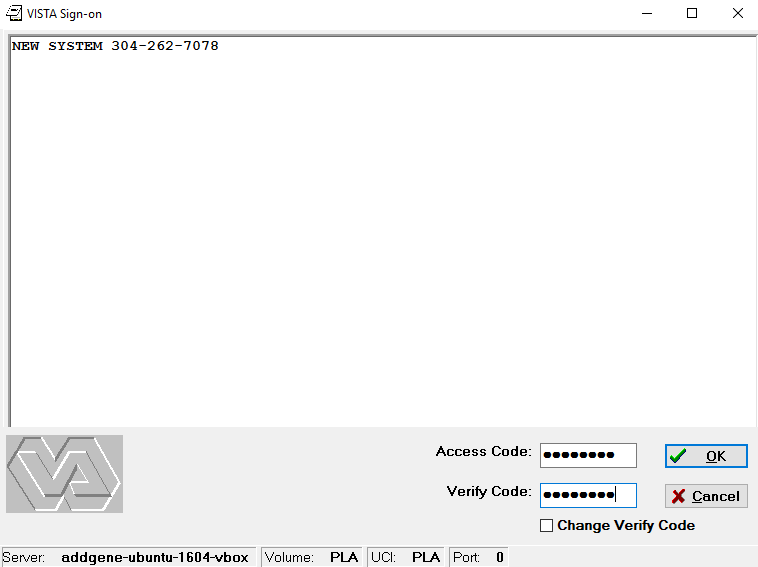 VISTA Sign-on
NEW SYSTEM 304-262-7078
Access Code: ●●●●●●●●
OK
Verify Code: ●●●●●●●●
Cancel
Change Verify Code
Server: addgene-ubuntu-1604-vbox Volume: PLA UCI: PLA Port: 0